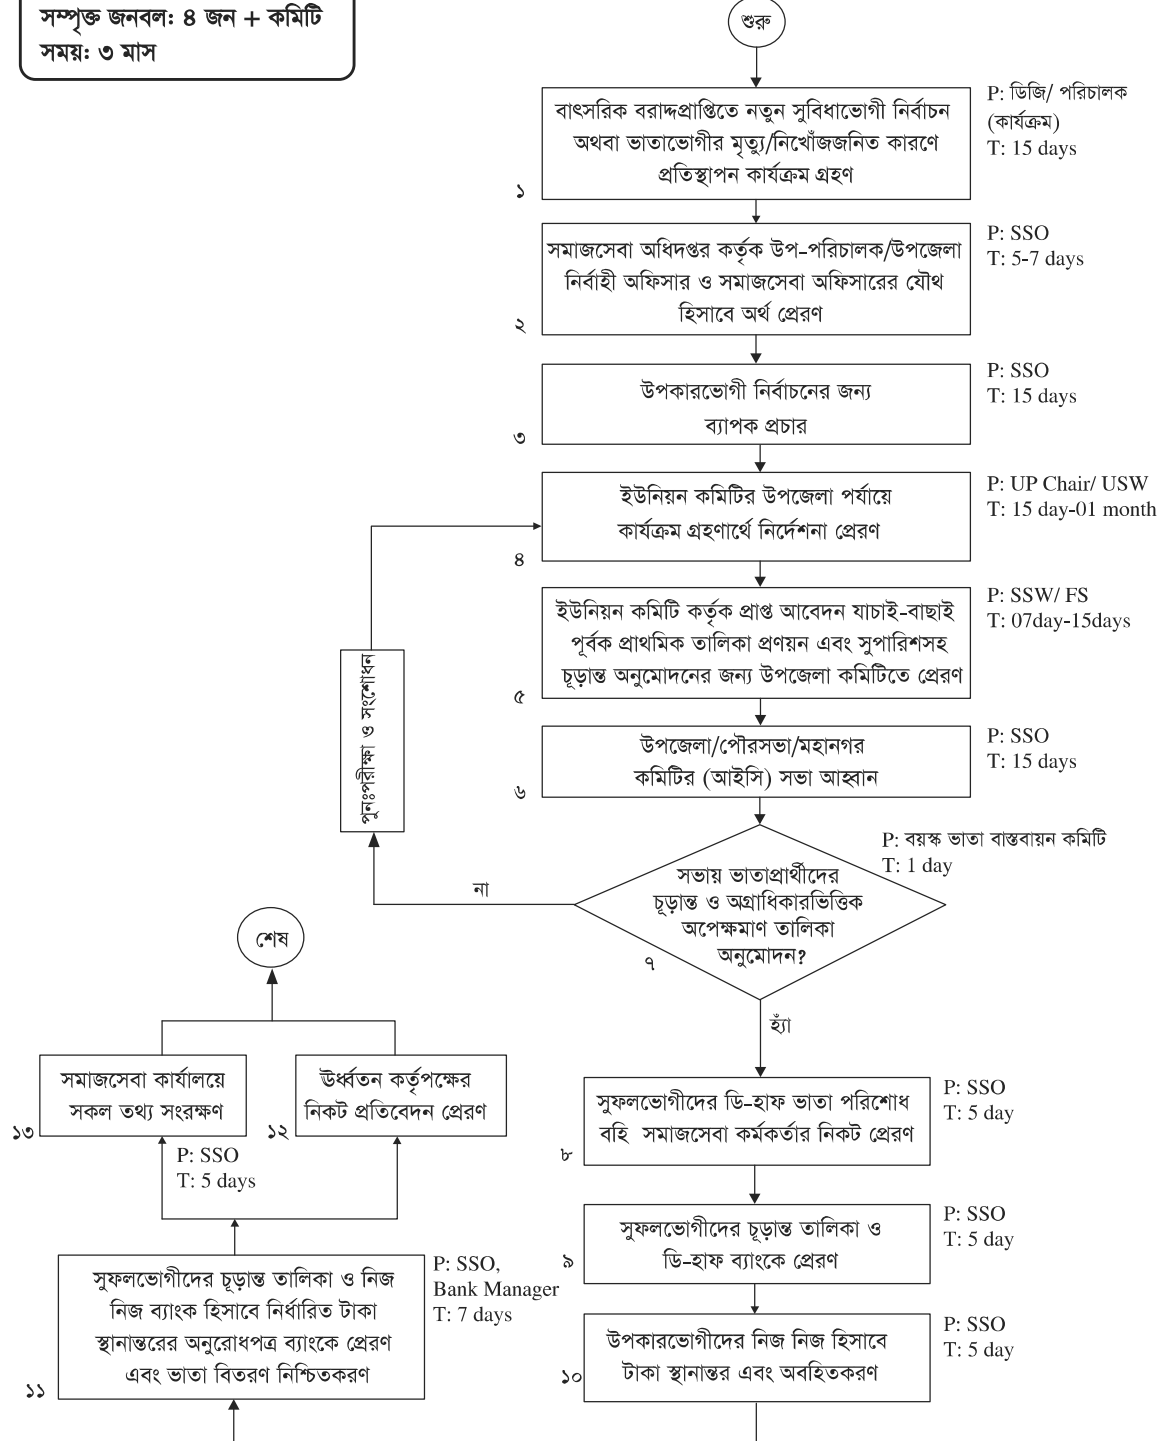 সম্পৃক্ত জনবল: ৪ জন + কমিটি
সময়: ৩ মাস
শুরু
বাৎসরিক বরাদ্দপ্রাপ্তিতে নতুন সুবিধাভোগী নির্বাচন
অথবা ভাতাভোগীর মৃত্যু/নিখোঁজজনিত কারণে
প্রতিস্থাপন কার্যক্রম গ্রহণ
১
P: ডিজি/ পরিচালক
(কার্যক্রম)
T: 15 days
সমাজসেবা অধিদপ্তর কর্তৃক উপ-পরিচালক/উপজেলা
নির্বাহী অফিসার ও সমাজসেবা অফিসারের যৌথ
হিসাবে অর্থ প্রেরণ
২
P: SSO
T: 5-7 days
উপকারভোগী নির্বাচনের জন্য
ব্যাপক প্রচার
৩
P: SSO
T: 15 days
ইউনিয়ন কমিটির উপজেলা পর্যায়ে
কার্যক্রম গ্রহণার্থে নির্দেশনা প্রেরণ
৪
P: UP Chair/ USW
T: 15 day-01 month
ইউনিয়ন কমিটি কর্তৃক প্রাপ্ত আবেদন যাচাই-বাছাই
পূর্বক প্রাথমিক তালিকা প্রণয়ন এবং সুপারিশসহ
চূড়ান্ত অনুমোদনের জন্য উপজেলা কমিটিতে প্রেরণ
৫
P: SSW/ FS
T: 07day-15days
পুনঃপরীক্ষা ও সংশোধন
উপজেলা/পৌরসভা/মহানগর
কমিটির (আইসি) সভা আহ্বান
৬
P: SSO
T: 15 days
সভায় ভাতাপ্রার্থীদের
চূড়ান্ত ও অগ্রাধিকারভিত্তিক
অপেক্ষমাণ তালিকা
অনুমোদন?
৭
P: বয়স্ক ভাতা বাস্তবায়ন কমিটি
T: 1 day
না
হ্যাঁ
সুফলভোগীদের ডি-হাফ ভাতা পরিশোধ
বহি সমাজসেবা কর্মকর্তার নিকট প্রেরণ
৮
P: SSO
T: 5 day
সুফলভোগীদের চূড়ান্ত তালিকা ও
ডি-হাফ ব্যাংকে প্রেরণ
৯
P: SSO
T: 5 day
উপকারভোগীদের নিজ নিজ হিসাবে
টাকা স্থানান্তর এবং অবহিতকরণ
১০
P: SSO
T: 5 day
সুফলভোগীদের চূড়ান্ত তালিকা ও নিজ
নিজ ব্যাংক হিসাবে নির্ধারিত টাকা
স্থানান্তরের অনুরোধপত্র ব্যাংকে প্রেরণ
এবং ভাতা বিতরণ নিশ্চিতকরণ
১১
P: SSO,
Bank Manager
T: 7 days
ঊর্ধ্বতন কর্তৃপক্ষের
নিকট প্রতিবেদন প্রেরণ
১২
সমাজসেবা কার্যালয়ে
সকল তথ্য সংরক্ষণ
১৩
P: SSO
T: 5 days
শেষ